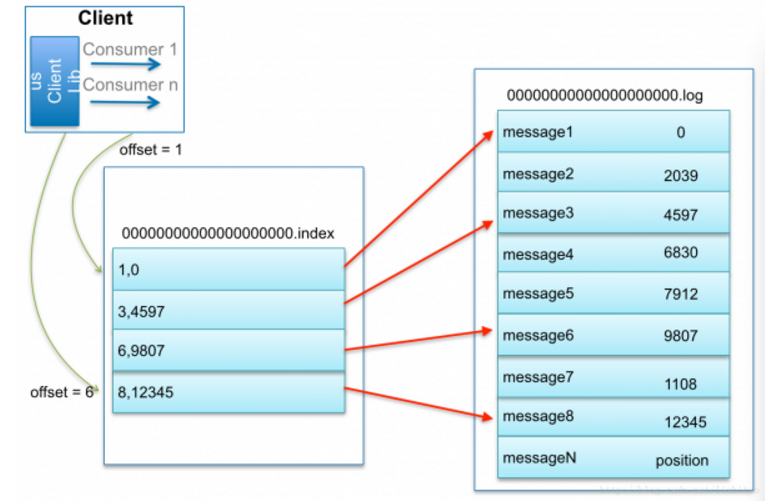 Client
us
Client
Lib
Consumer 1
Consumer n
offset = 1
offset = 6
00000000000000000000.index
1,0
3,4597
6,9807
8,12345
00000000000000000000.log
message1 0
message2 2039
message3 4597
message4 6830
message5 7912
message6 9807
message7 1108
message8 12345
messageN position